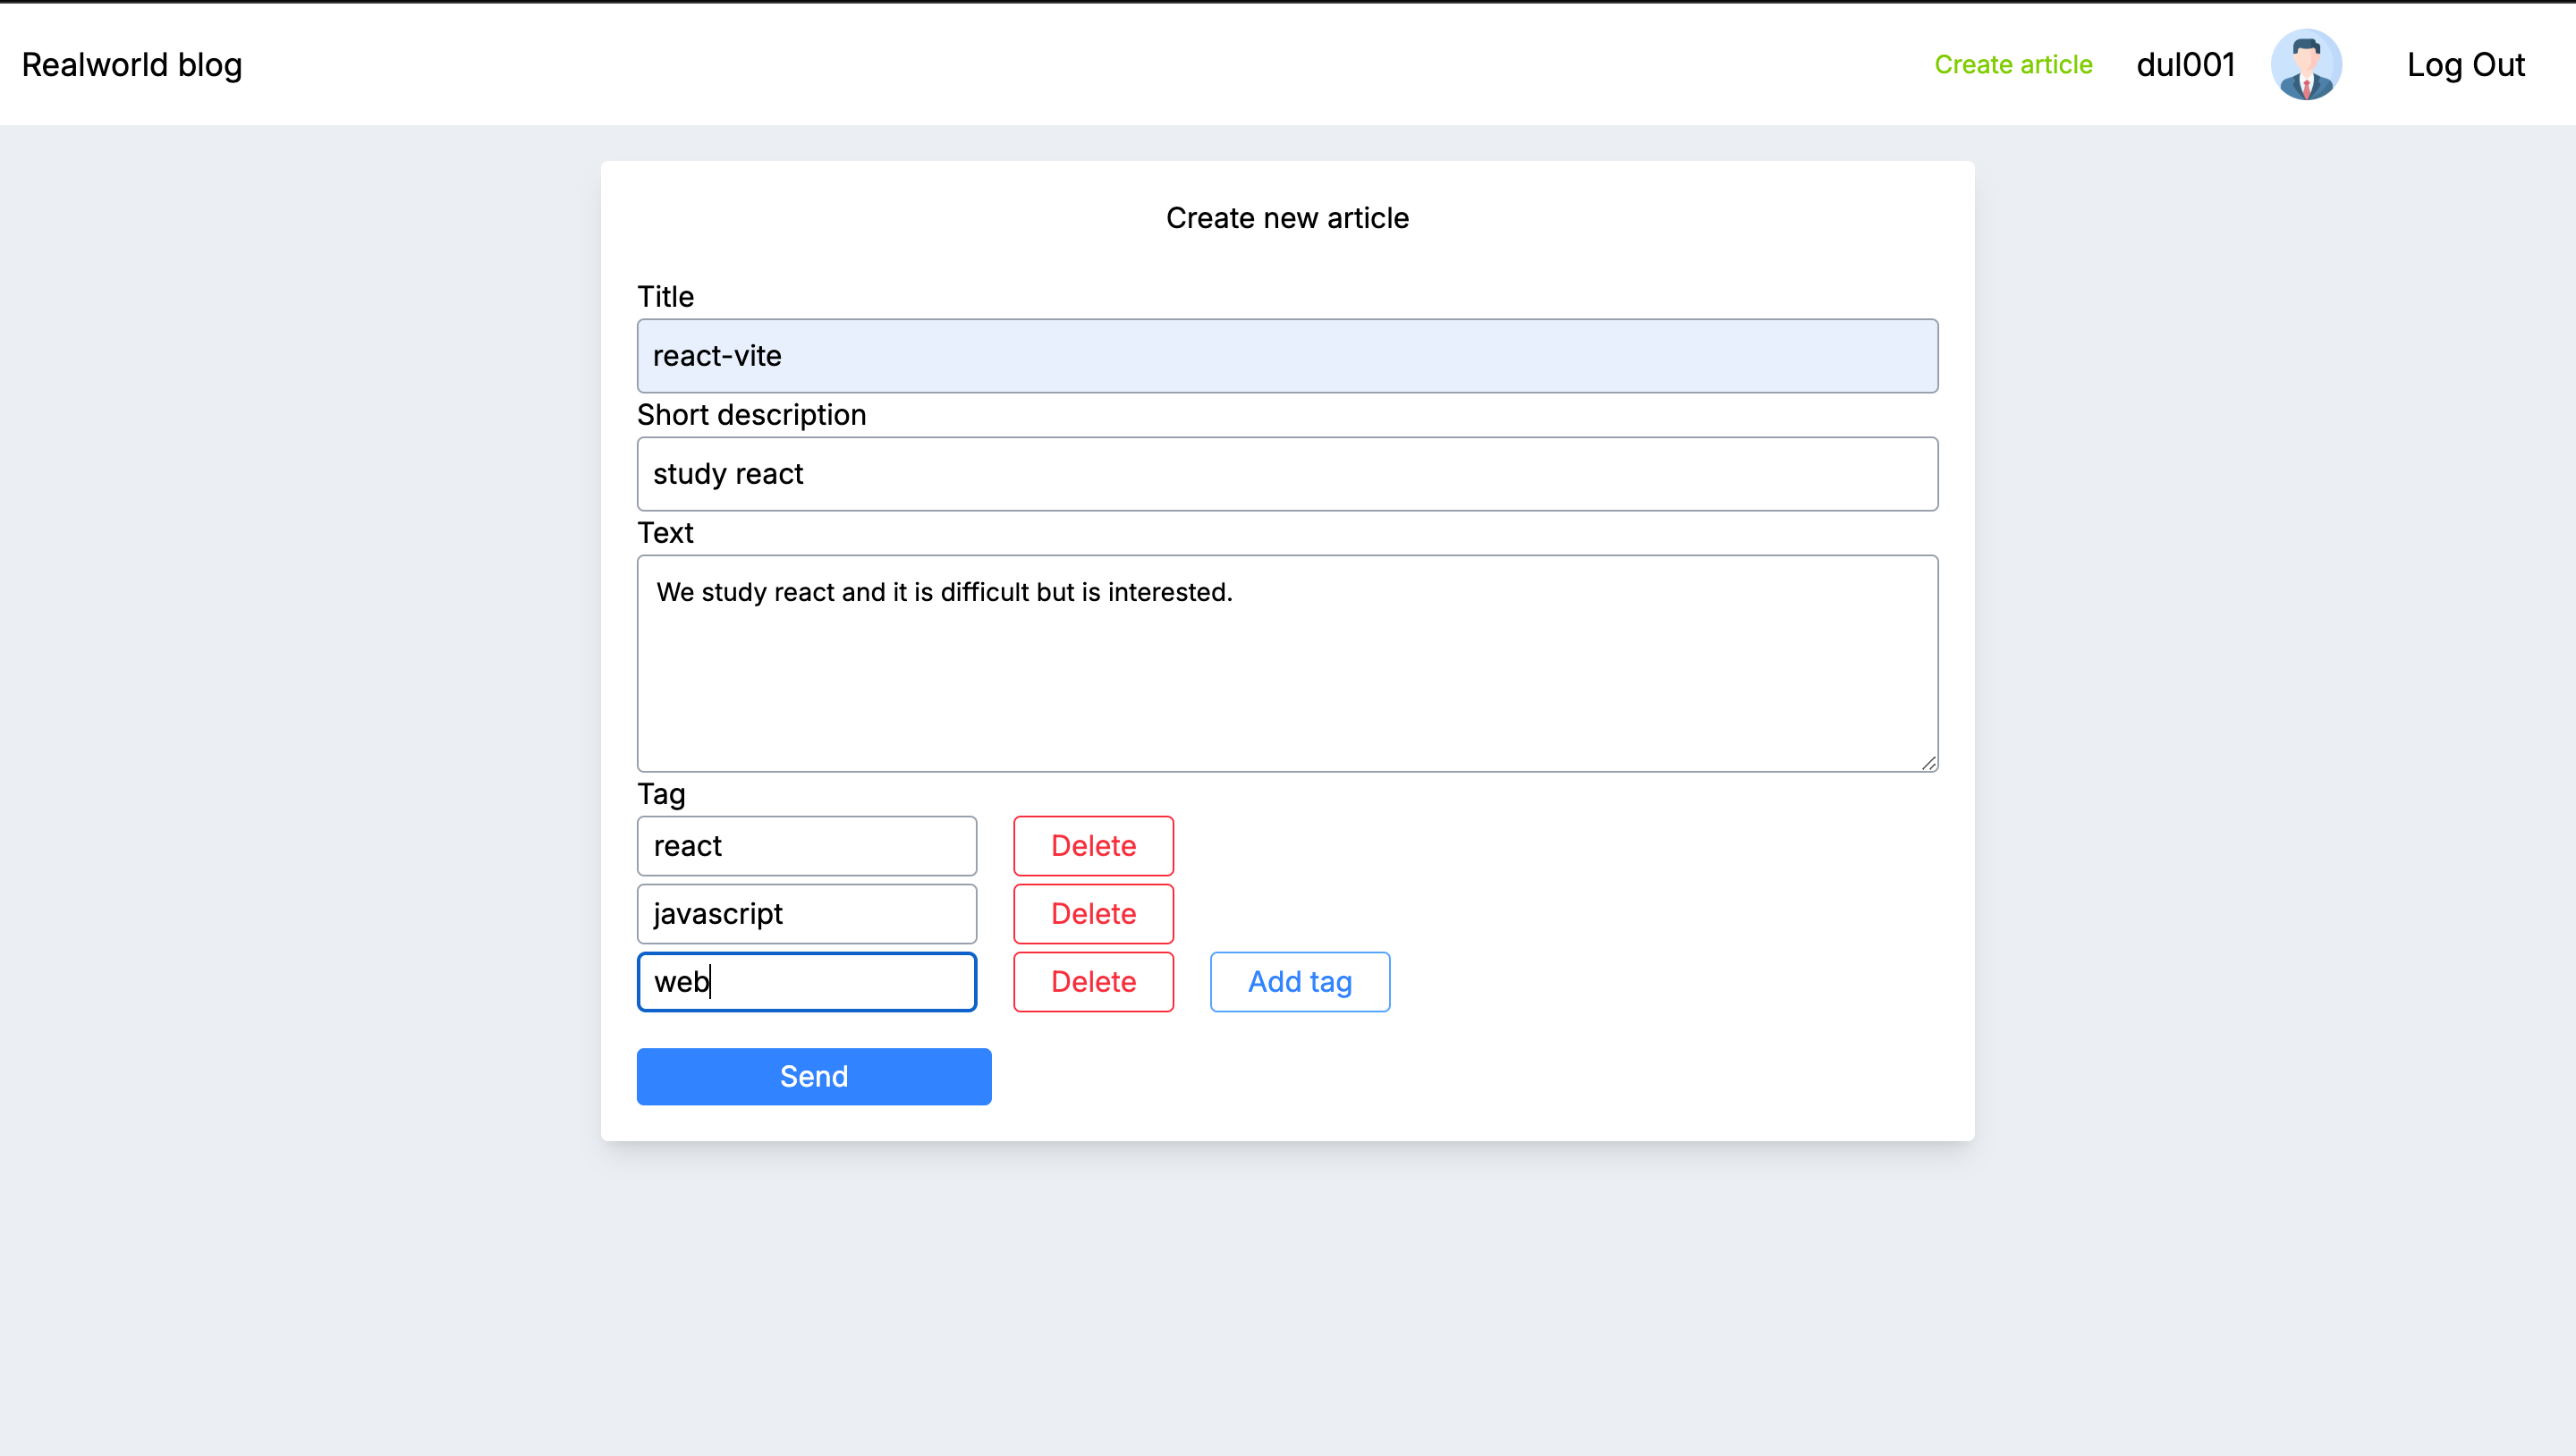 Realworld blog
Create article
dul001
Log Out
Create new article
Title
react-vite
Short description
study react
Text
We study react and it is difficult but is interested.
Tag
react
Delete
javascript
Delete
web
Delete
Add tag
Send